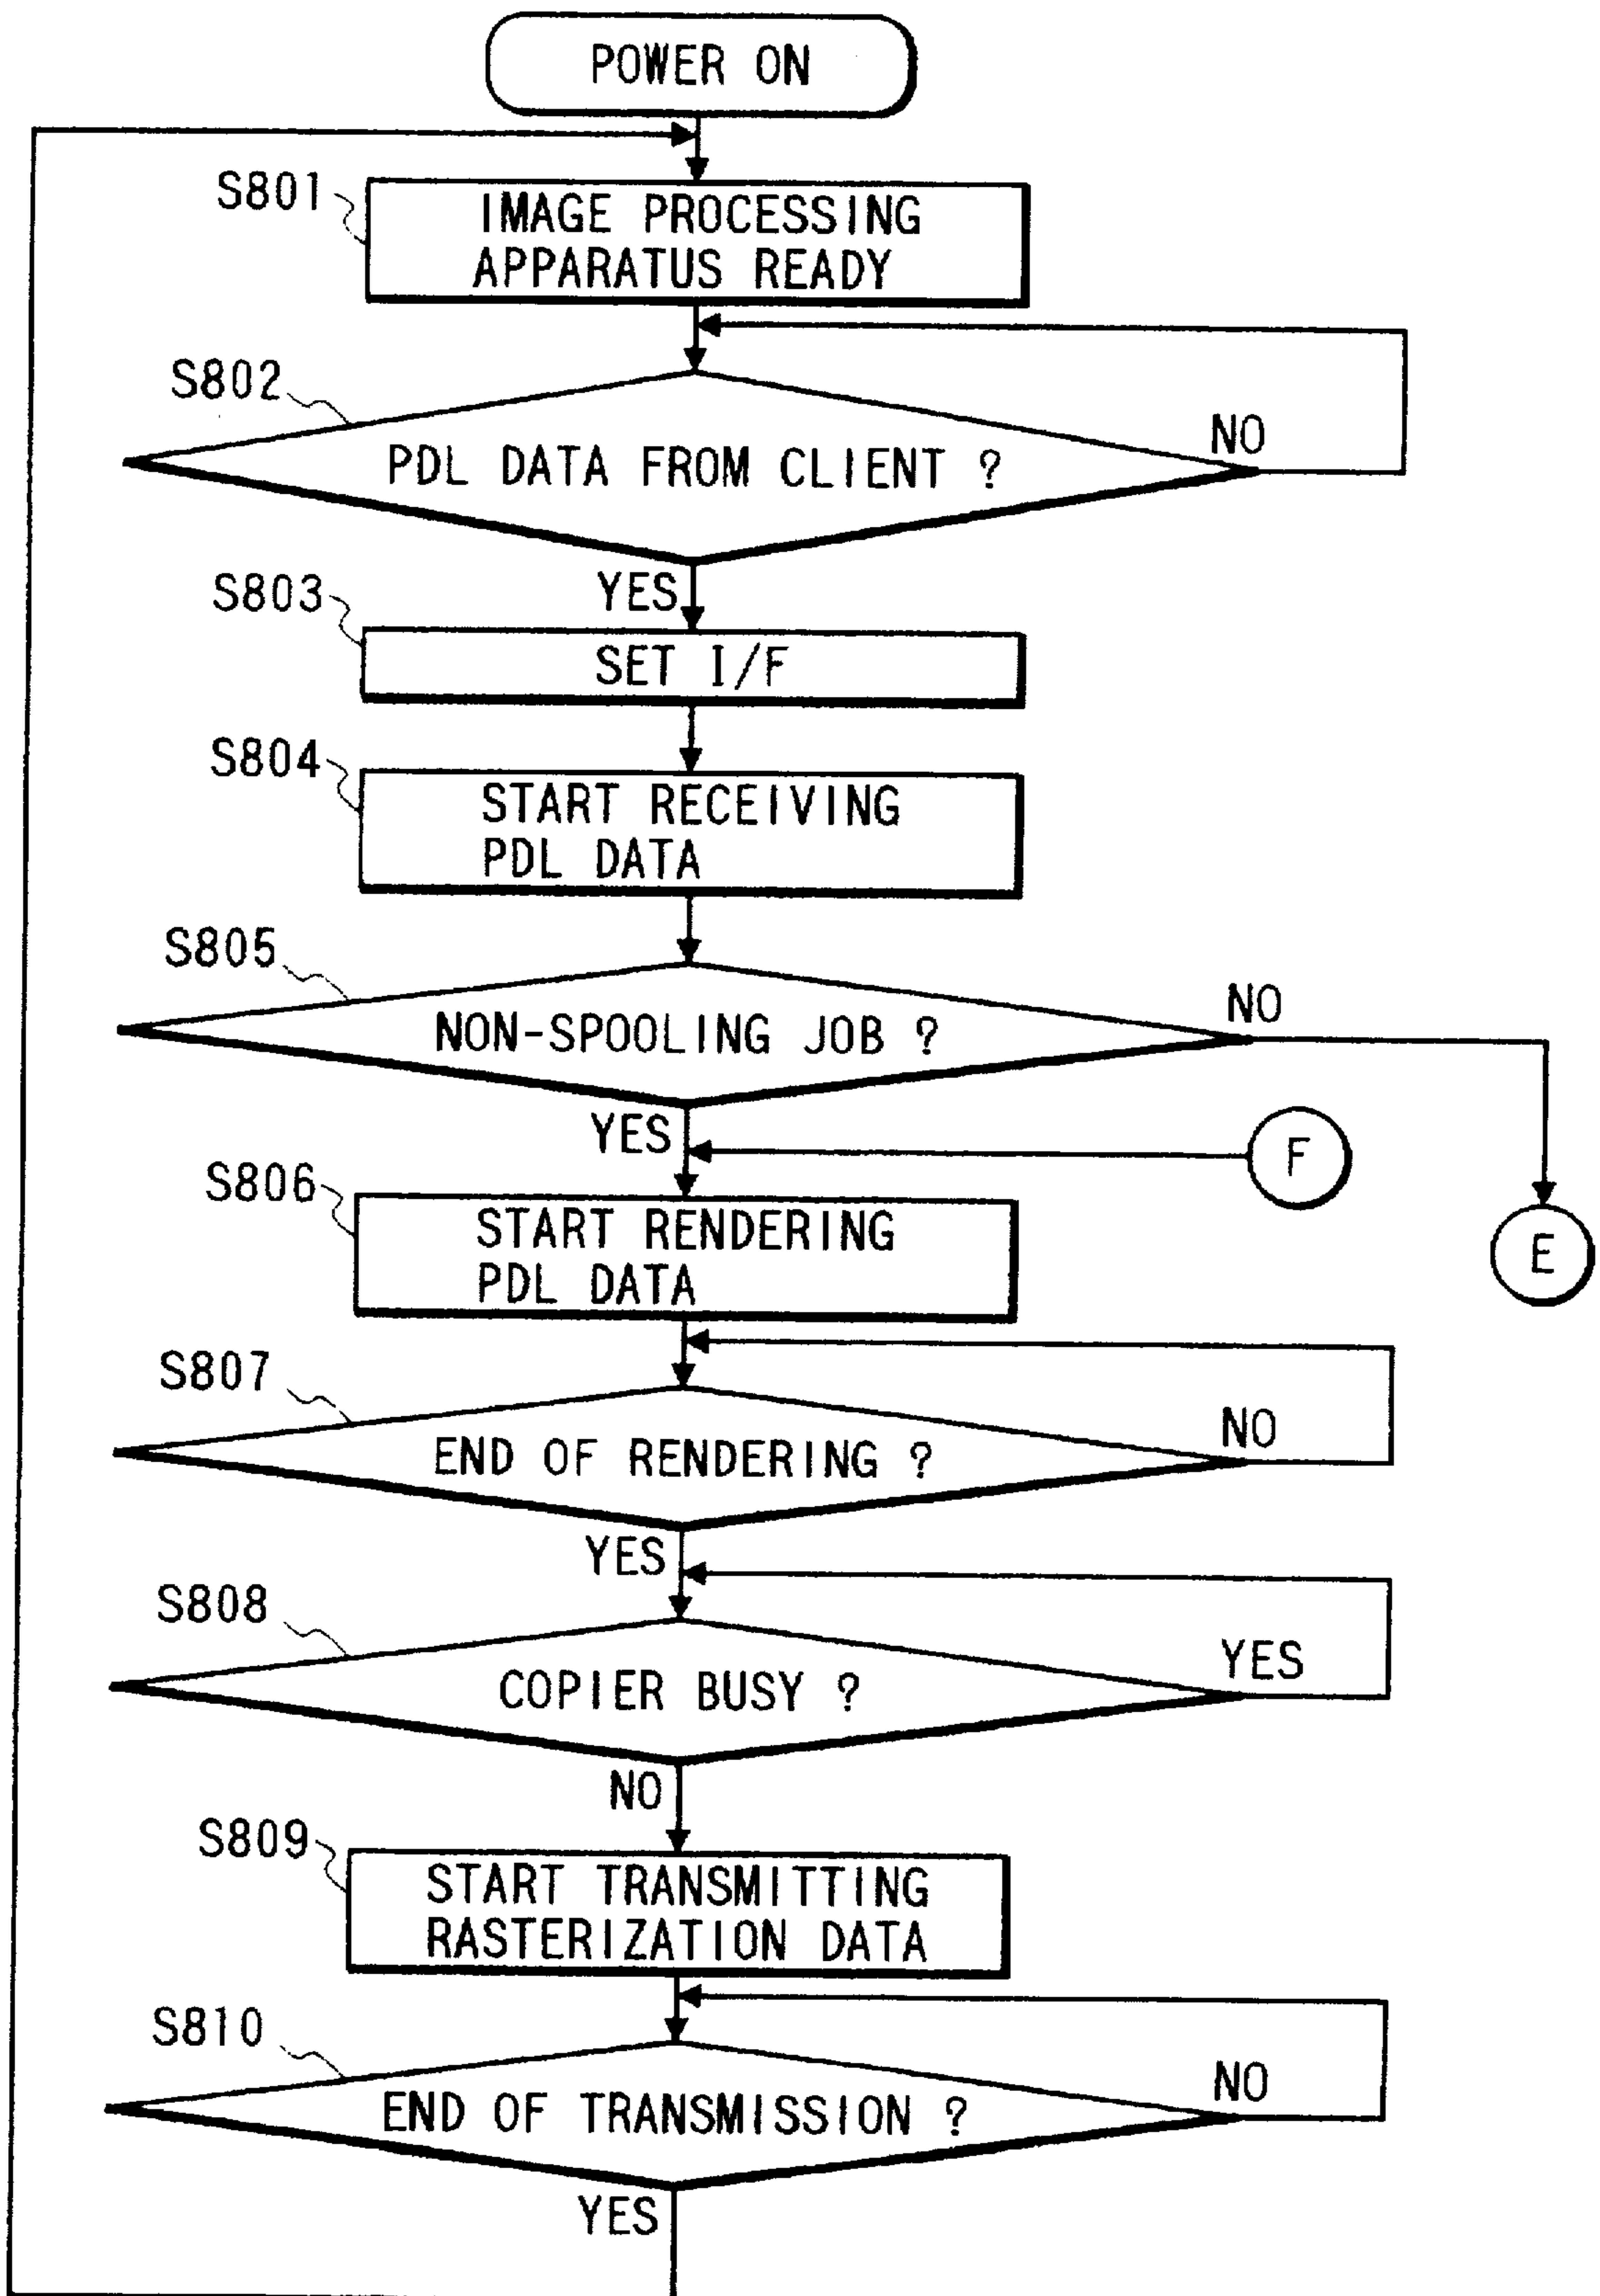 POWER ON
S801
IMAGE PROCESSING
APPARATUS READY
S802
PDL DATA FROM CLIENT ?
NO
YES
S803
SET I/F
S804
START RECEIVING
PDL DATA
S805
NON-SPOOLING JOB ?
NO
YES
F
E
S806
START RENDERING
PDL DATA
S807
END OF RENDERING ?
NO
YES
S808
COPIER BUSY ?
YES
NO
S809
START TRANSMITTING
RASTERIZATION DATA
S810
END OF TRANSMISSION ?
NO
YES